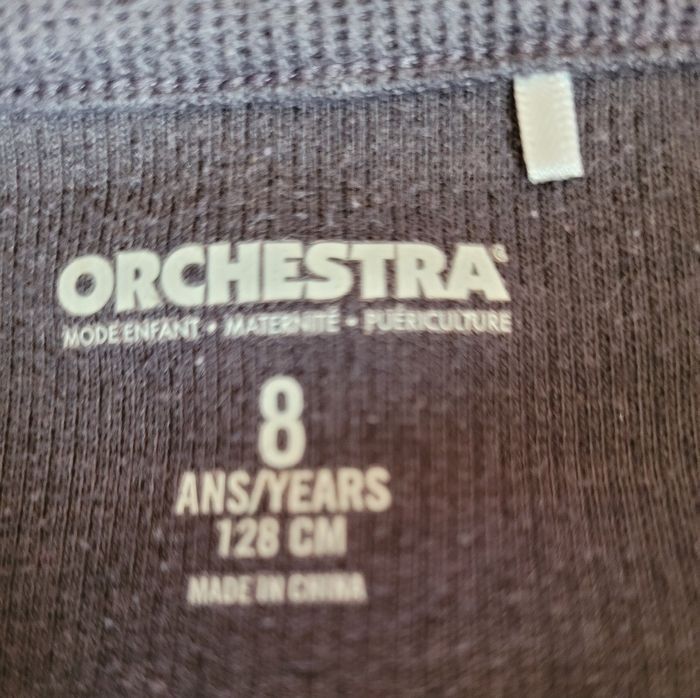 ORCHESTRA®
MODE ENFANT • MATERNITÉ • PUÉRICULTURE
8
ANS/YEARS
128 CM
MADE IN CHINA